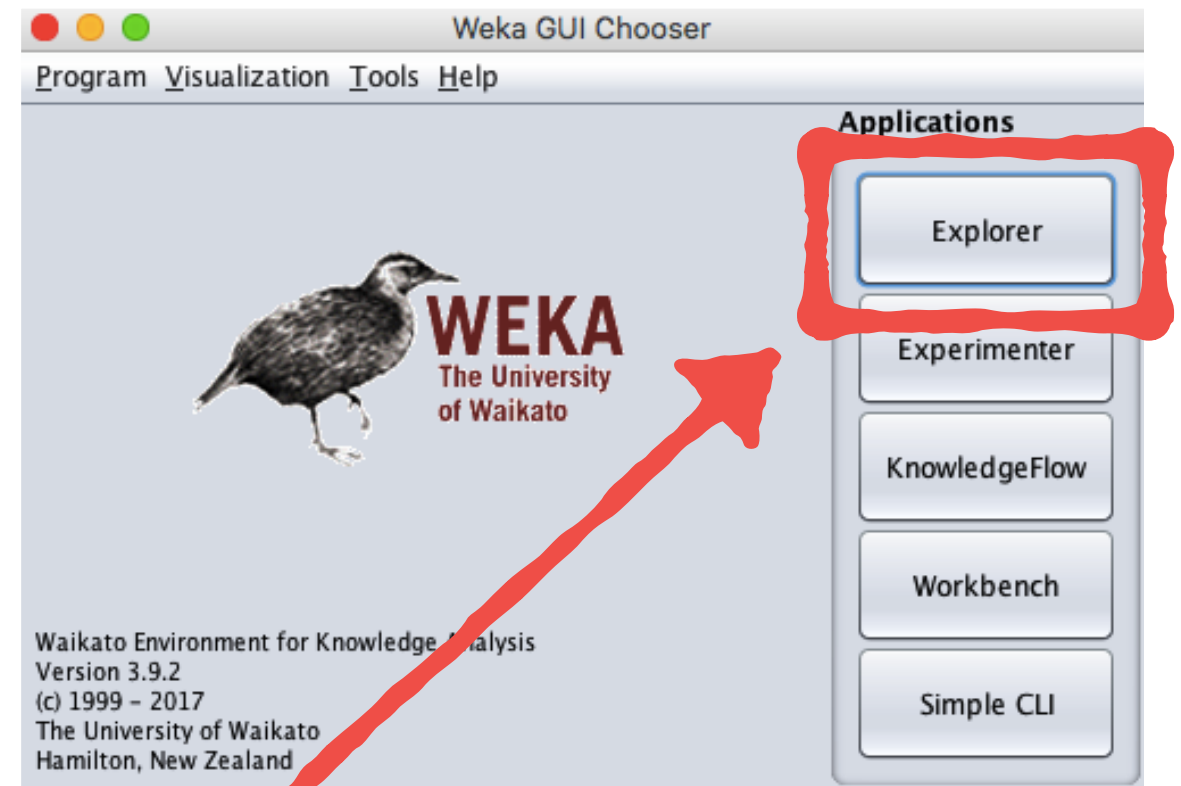 Weka GUI Chooser
Program Visualization Tools Help
Applications
Explorer
Experimenter
KnowledgeFlow
Workbench
Simple CLI
WEKA
The University
of Waikato
Waikato Environment for Knowledge Analysis
Version 3.9.2
(c) 1999 – 2017
The University of Waikato
Hamilton, New Zealand